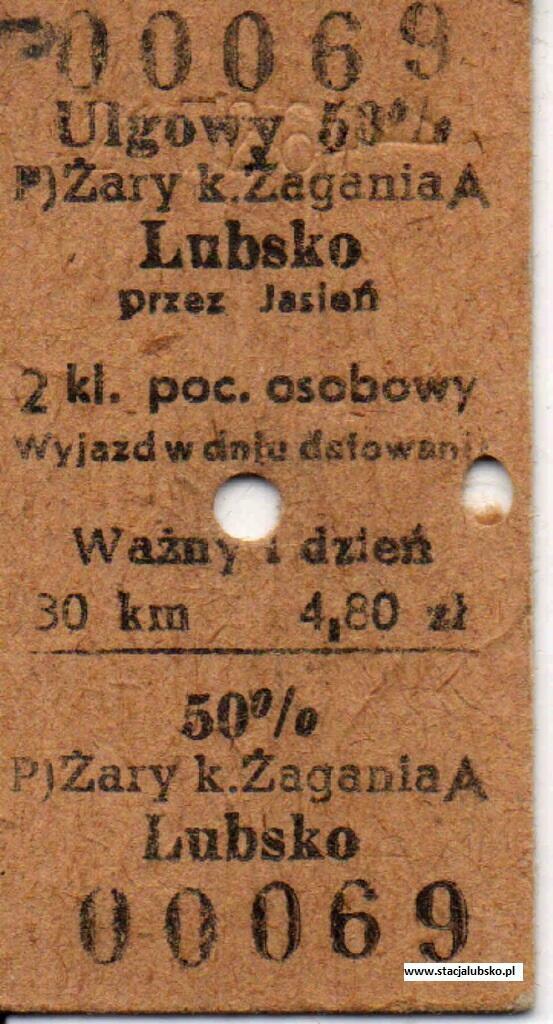 00069
Ulgowy 50%
P) Żary k. Żagania A
Lubsko
przez Jasień
2 kl. poc. osobowy
Wyjazd w dniu datowania
Ważny 1 dzień
30 km 4,80 zł
50%
P) Żary k. Żagania A
Lubsko
00069
www.stacjalubsko.pl